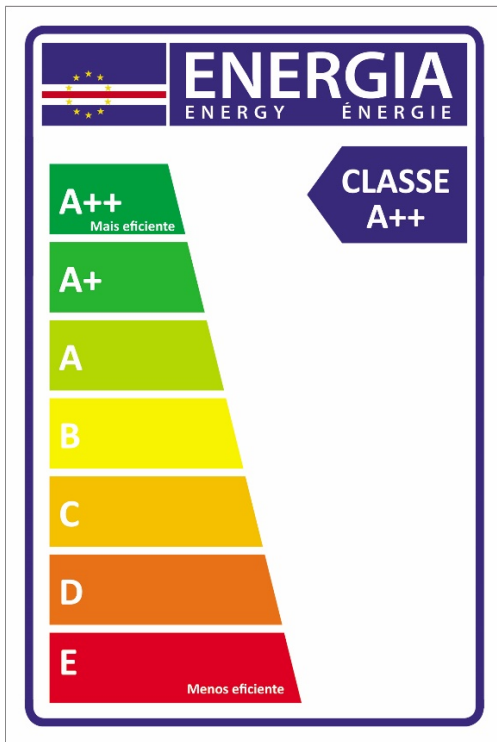 ENERGIA
ENERGY ÉNERGIE
CLASSE
A++
A++
Mais eficiente
A+
A
B
C
D
E
Menos eficiente